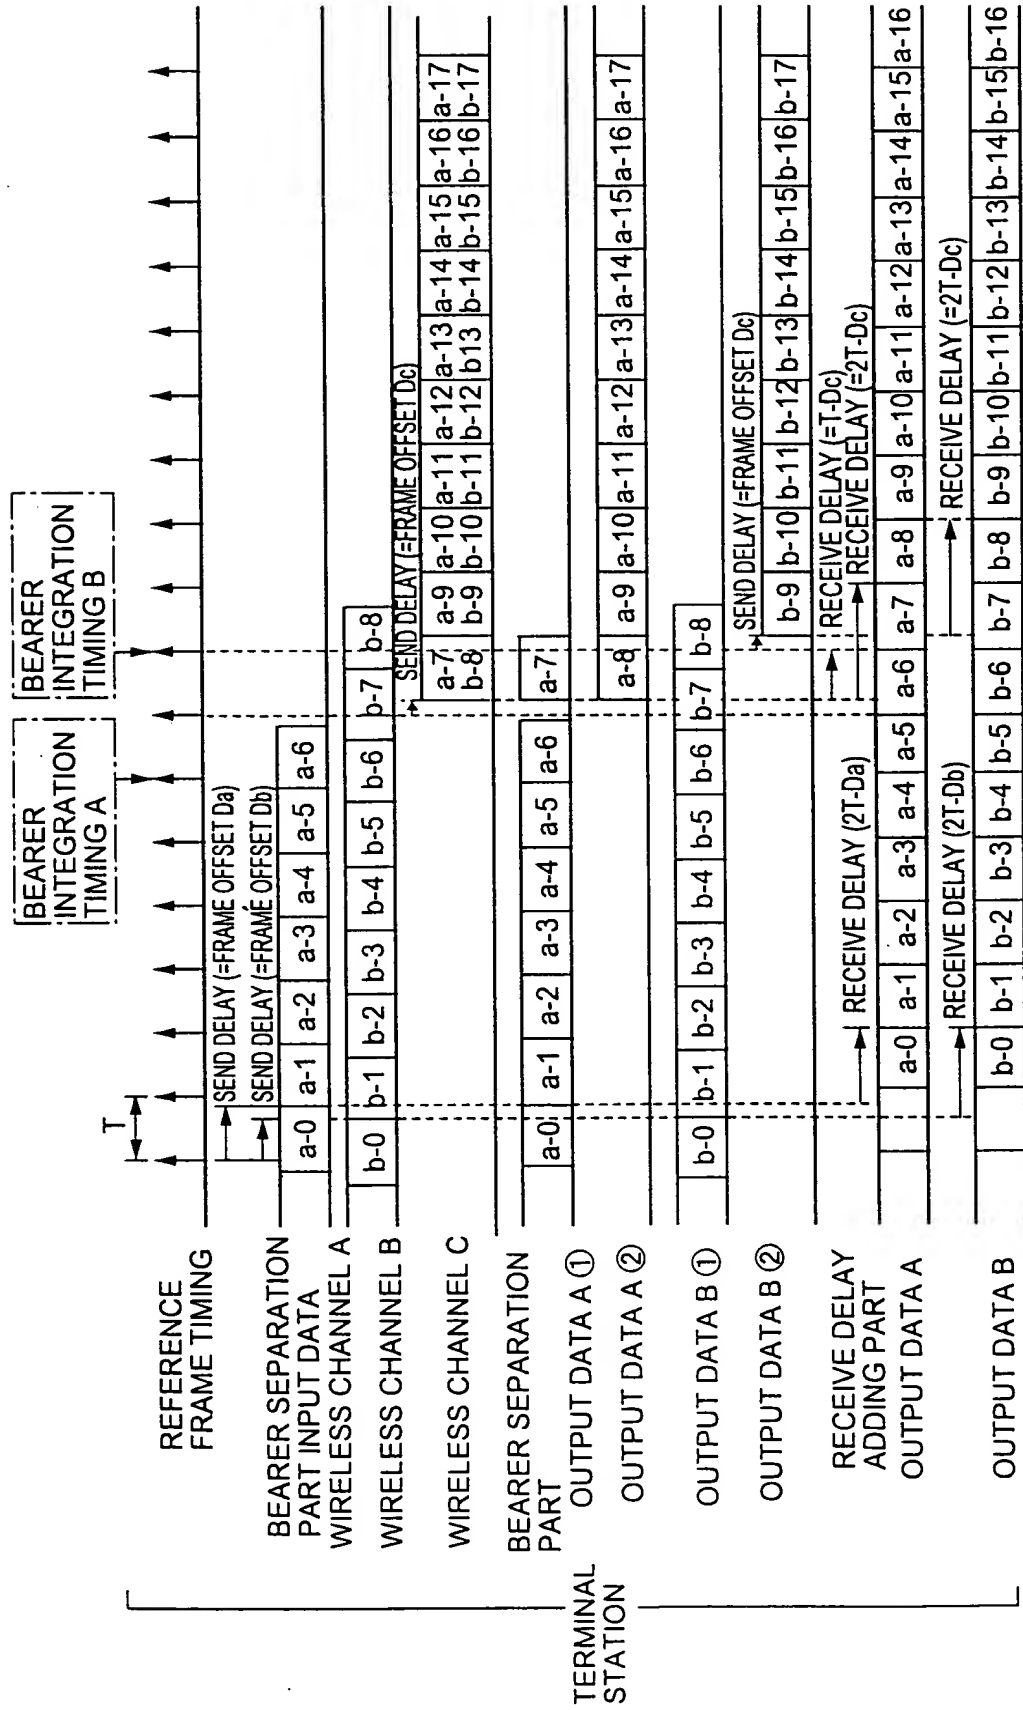 BEARER
INTEGRATION
TIMING A
BEARER
INTEGRATION
TIMING B
T
REFERENCE
FRAME TIMING
SEND DELAY (=FRAME OFFSET Da)
SEND DELAY (=FRAME OFFSET Db)
BEARER SEPARATION
PART INPUT DATA
WIRELESS CHANNEL A
a-0 a-1 a-2 a-3 a-4 a-5 a-6
WIRELESS CHANNEL B
b-0 b-1 b-2 b-3 b-4 b-5 b-6 b-7 b-8
SEND DELAY (=FRAME OFFSET Dc)
WIRELESS CHANNEL C
a-7 a-9 a-10 a-11 a-12 a-13 a-14 a-15 a-16 a-17
b-8 b-9 b-10 b-11 b-12 b13 b-14 b-15 b-16 b-17
BEARER SEPARATION
PART
OUTPUT DATA A ①
a-0 a-1 a-2 a-3 a-4 a-5 a-6 a-7
OUTPUT DATA A ②
a-8 a-9 a-10 a-11 a-12 a-13 a-14 a-15 a-16 a-17
OUTPUT DATA B ①
b-0 b-1 b-2 b-3 b-4 b-5 b-6 b-7 b-8
SEND DELAY (=FRAME OFFSET Dc)
OUTPUT DATA B ②
b-9 b-10 b-11 b-12 b-13 b-14 b-15 b-16 b-17
RECEIVE DELAY (=T-Dc)
RECEIVE DELAY (2T-Da)
RECEIVE DELAY (=2T-Dc)
RECEIVE DELAY
ADDING PART
OUTPUT DATA A
a-0 a-1 a-2 a-3 a-4 a-5 a-6 a-7 a-8 a-9 a-10 a-11 a-12 a-13 a-14 a-15 a-16
RECEIVE DELAY (2T-Db)
RECEIVE DELAY (=2T-Dc)
OUTPUT DATA B
b-0 b-1 b-2 b-3 b-4 b-5 b-6 b-7 b-8 b-9 b-10 b-11 b-12 b-13 b-14 b-15 b-16
TERMINAL
STATION